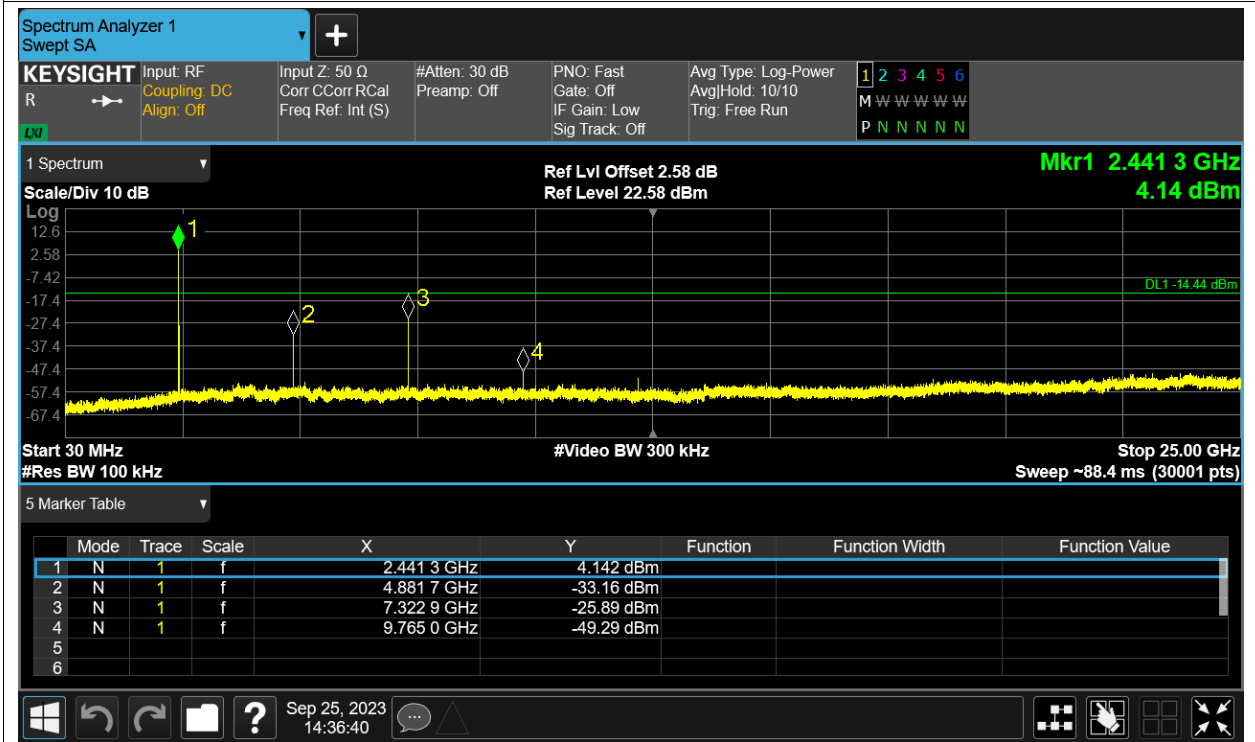 Spectrum Analyzer 1
Swept SA
+
KEYSIGHT
R
LXI
Input: RF
Coupling: DC
Align: Off
Input Z: 50 Ω
Corr CCorr RCal
Freq Ref: Int (S)
#Atten: 30 dB
Preamp: Off
PNO: Fast
Gate: Off
IF Gain: Low
Sig Track: Off
Avg Type: Log-Power
Avg|Hold: 10/10
Trig: Free Run
1 2 3 4 5 6
M W W W W W
P N N N N N
1 Spectrum
Scale/Div 10 dB
Ref Lvl Offset 2.58 dB
Ref Level 22.58 dBm
Mkr1 2.441 3 GHz
4.14 dBm
Log
12.6
2.58
-7.42
-17.4
-27.4
-37.4
-47.4
-57.4
-67.4
1
2
3
4
DL1 -14.44 dBm
Start 30 MHz
#Video BW 300 kHz
Stop 25.00 GHz
#Res BW 100 kHz
Sweep ~88.4 ms (30001 pts)
5 Marker Table
Mode Trace Scale X Y Function Function Width Function Value
1 N 1 f 2.441 3 GHz 4.142 dBm
2 N 1 f 4.881 7 GHz -33.16 dBm
3 N 1 f 7.322 9 GHz -25.89 dBm
4 N 1 f 9.765 0 GHz -49.29 dBm
5
6
?
Sep 25, 2023
14:36:40